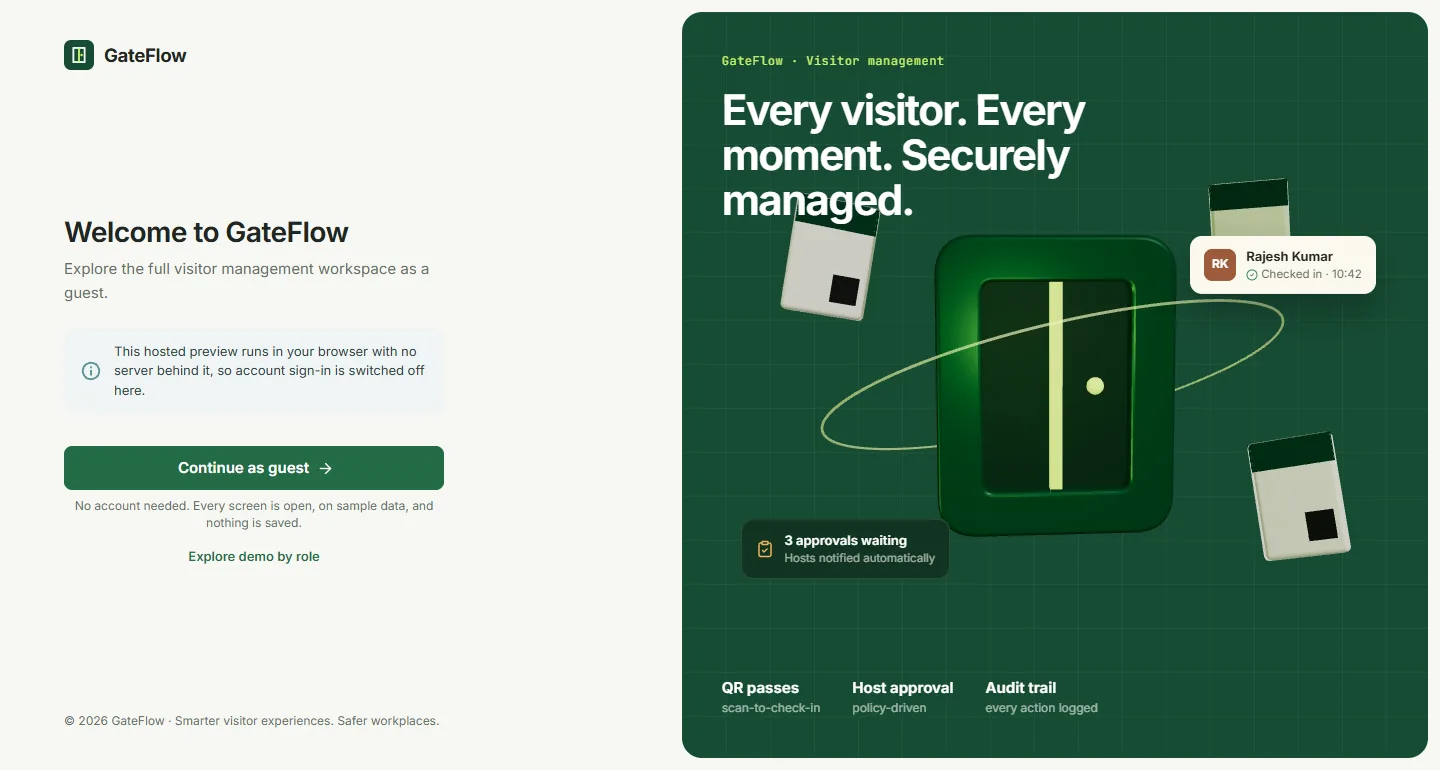 GateFlow
Welcome to GateFlow
Explore the full visitor management workspace as a
guest.
This hosted preview runs in your browser with no
server behind it, so account sign-in is switched off
here.
Continue as guest →
No account needed. Every screen is open, on sample data, and
nothing is saved.
Explore demo by role
© 2026 GateFlow · Smarter visitor experiences. Safer workplaces.
GateFlow · Visitor management
Every visitor. Every
moment. Securely
managed.
RK
Rajesh Kumar
Checked in · 10:42
3 approvals waiting
Hosts notified automatically
QR passes
scan-to-check-in
Host approval
policy-driven
Audit trail
every action logged